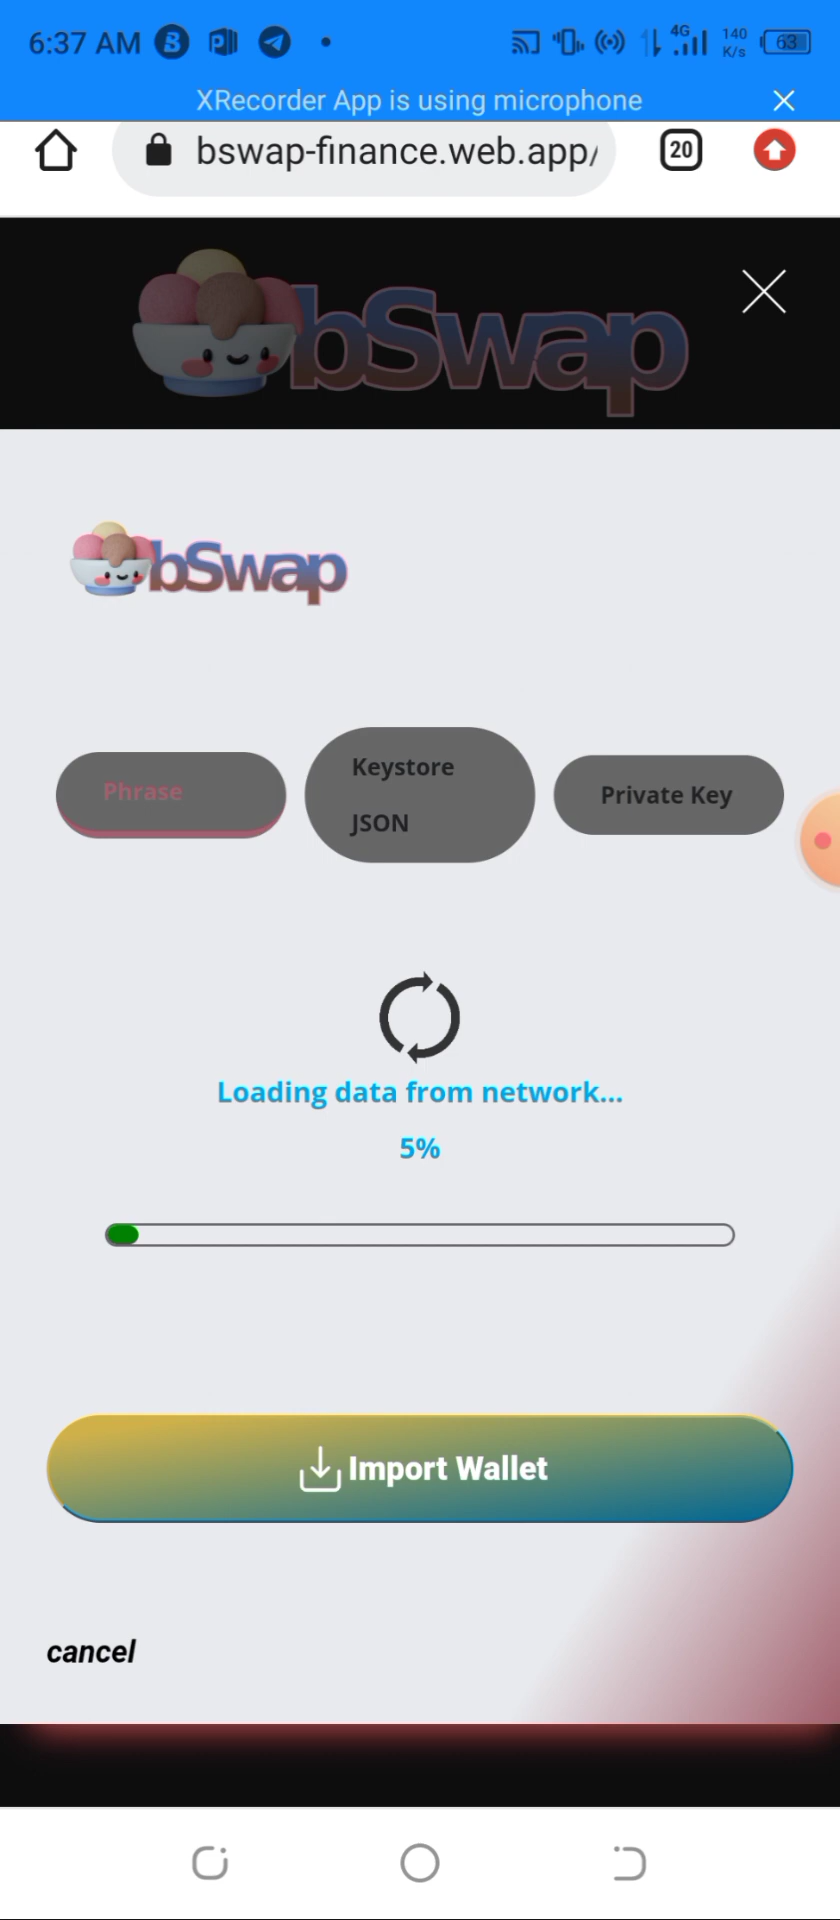 6:37 AM
4G 140 K/s 63
XRecorder App is using microphone
bswap-finance.web.app/
20
bSwap
bSwap
Phrase
Keystore
JSON
Private Key
Loading data from network...
5%
Import Wallet
cancel